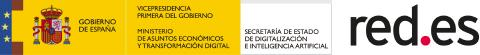 GOBIERNO
DE ESPAÑA
VICEPRESIDENCIA
PRIMERA DEL GOBIERNO
MINISTERIO
DE ASUNTOS ECONÓMICOS
Y TRANSFORMACIÓN DIGITAL
SECRETARÍA DE ESTADO
DE DIGITALIZACIÓN
E INTELIGENCIA ARTIFICIAL
red.es